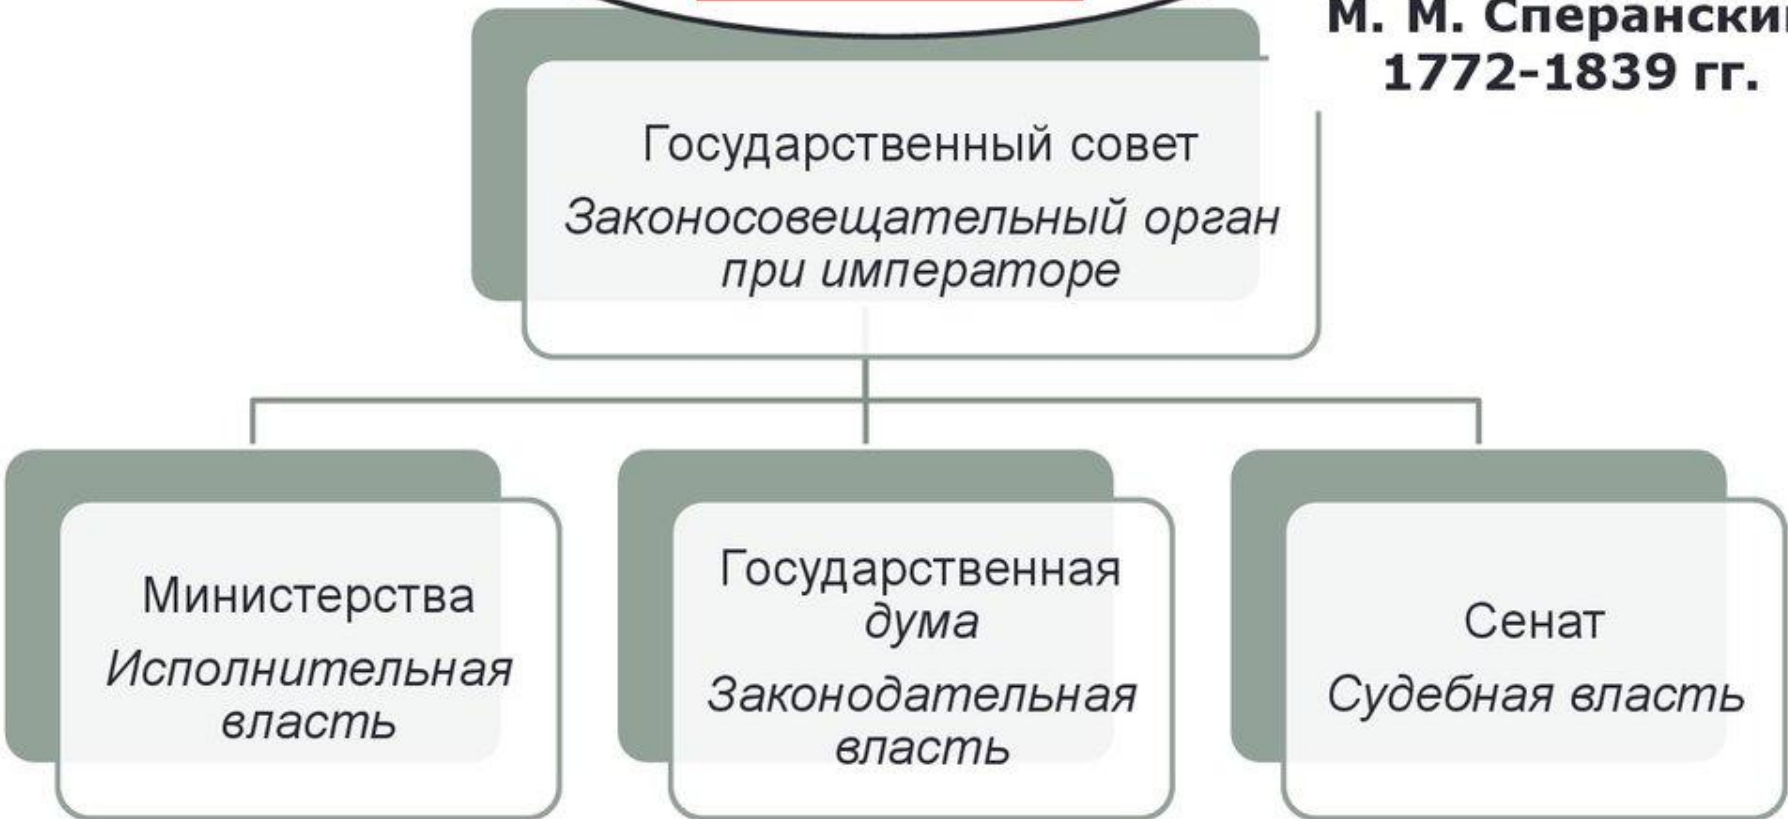 М. М. Сперанский
1772-1839 гг.
Государственный совет
Законосовещательный орган
при императоре
Министерства
Исполнительная
власть
Государственная
дума
Законодательная
власть
Сенат
Судебная власть